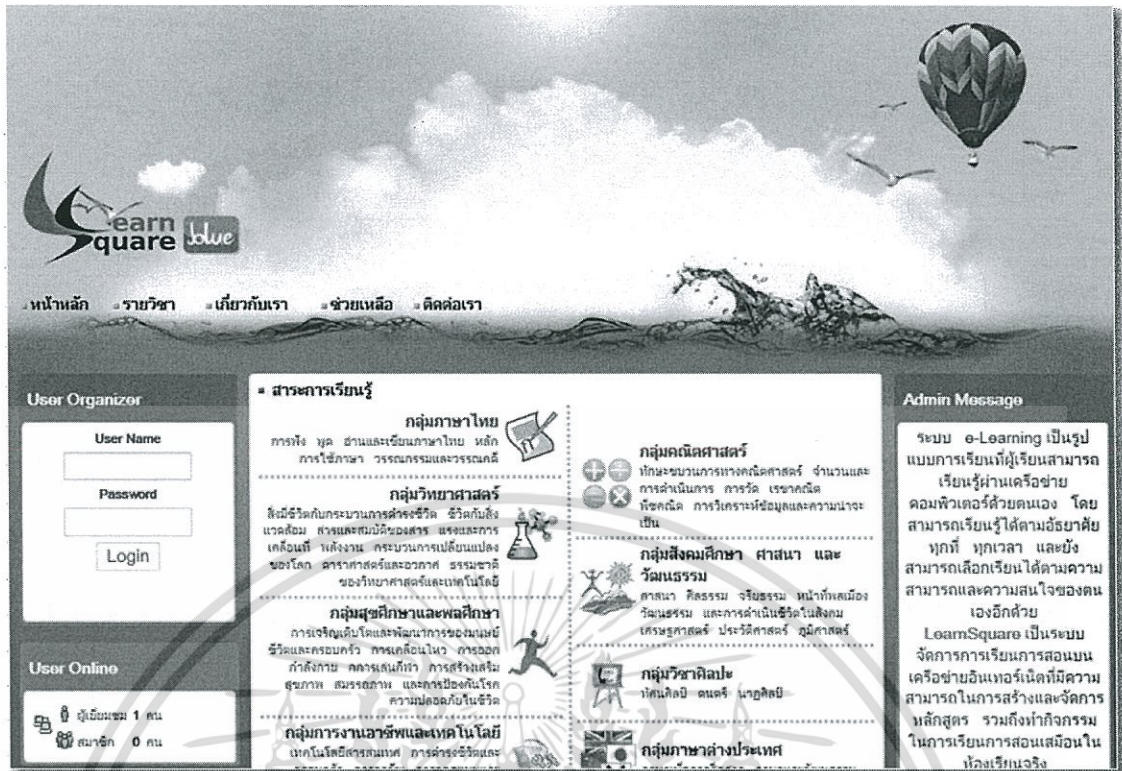 Learn
Square blue
หน้าหลัก รายวิชา เกี่ยวกับเรา ช่วยเหลือ ติดต่อเรา
User Organizer
User Name
Password
Login
User Online
ผู้เยี่ยมชม 1 คน
สมาชิก 0 คน
สาระการเรียนรู้
กลุ่มภาษาไทย
การฟัง พูด อ่านและเขียนภาษาไทย หลัก
การใช้ภาษา วรรณกรรมและวรรณคดี
กลุ่มวิทยาศาสตร์
สิ่งมีชีวิตกับกระบวนการดำรงชีวิต ชีวิตกับสิ่ง
แวดล้อม สารและสมบัติของสาร แรงและการ
เคลื่อนที่ พลังงาน กระบวนการเปลี่ยนแปลง
ของโลก ดาราศาสตร์และอวกาศ ธรรมชาติ
ของวิทยาศาสตร์และเทคโนโลยี
กลุ่มสุขศึกษาและพลศึกษา
การเจริญเติบโตและพัฒนาการของมนุษย์
ชีวิตและครอบครัว การเคลื่อนไหว การออก
กำลังกาย กการเล่นกีฬา การสร้างเสริม
สุขภาพ สมรรถภาพ และการป้องกันโรค
ความปลอดภัยในชีวิต
กลุ่มการงานอาชีพและเทคโนโลยี
เทคโนโลยีสารสนเทศ การดำรงชีวิตและ
กลุ่มคณิตศาสตร์
ทักษะขบวนการทางคณิตศาสตร์ จำนวนและ
การดำเนินการ การวัด เรขาคณิต
พีชคณิต การวิเคราะห์ข้อมูลและความน่าจะ
เป็น
กลุ่มสังคมศึกษา ศาสนา และ
วัฒนธรรม
ศาสนา ศิลธรรม จริยธรรม หน้าที่พลเมือง
วัฒนธรรม และการดำเนินชีวิตในสังคม
เศรษฐศาสตร์ ประวัติศาสตร์ ภูมิศาสตร์
กลุ่มวิชาศิลปะ
ทัศนศิลป์ ดนตรี นาฏศิลป์
กลุ่มภาษาต่างประเทศ
Admin Message
ระบบ e-Learning เป็นรูป
แบบการเรียนที่ผู้เรียนสามารถ
เรียนรู้ผ่านเครือข่าย
คอมพิวเตอร์ด้วยตนเอง โดย
สามารถเรียนรู้ได้ตามอัธยาศัย
ทุกที่ ทุกเวลา และยัง
สามารถเลือกเรียนได้ตามความ
สามารถและความสนใจของตน
เองอีกด้วย
LearnSquare เป็นระบบ
จัดการการเรียนการสอนบน
เครือข่ายอินเทอร์เน็ตที่มีความ
สามารถในการสร้างและจัดการ
หลักสูตร รวมถึงทำกิจกรรม
ในการเรียนการสอนเสมือนใน
ห้องเรียนจริง